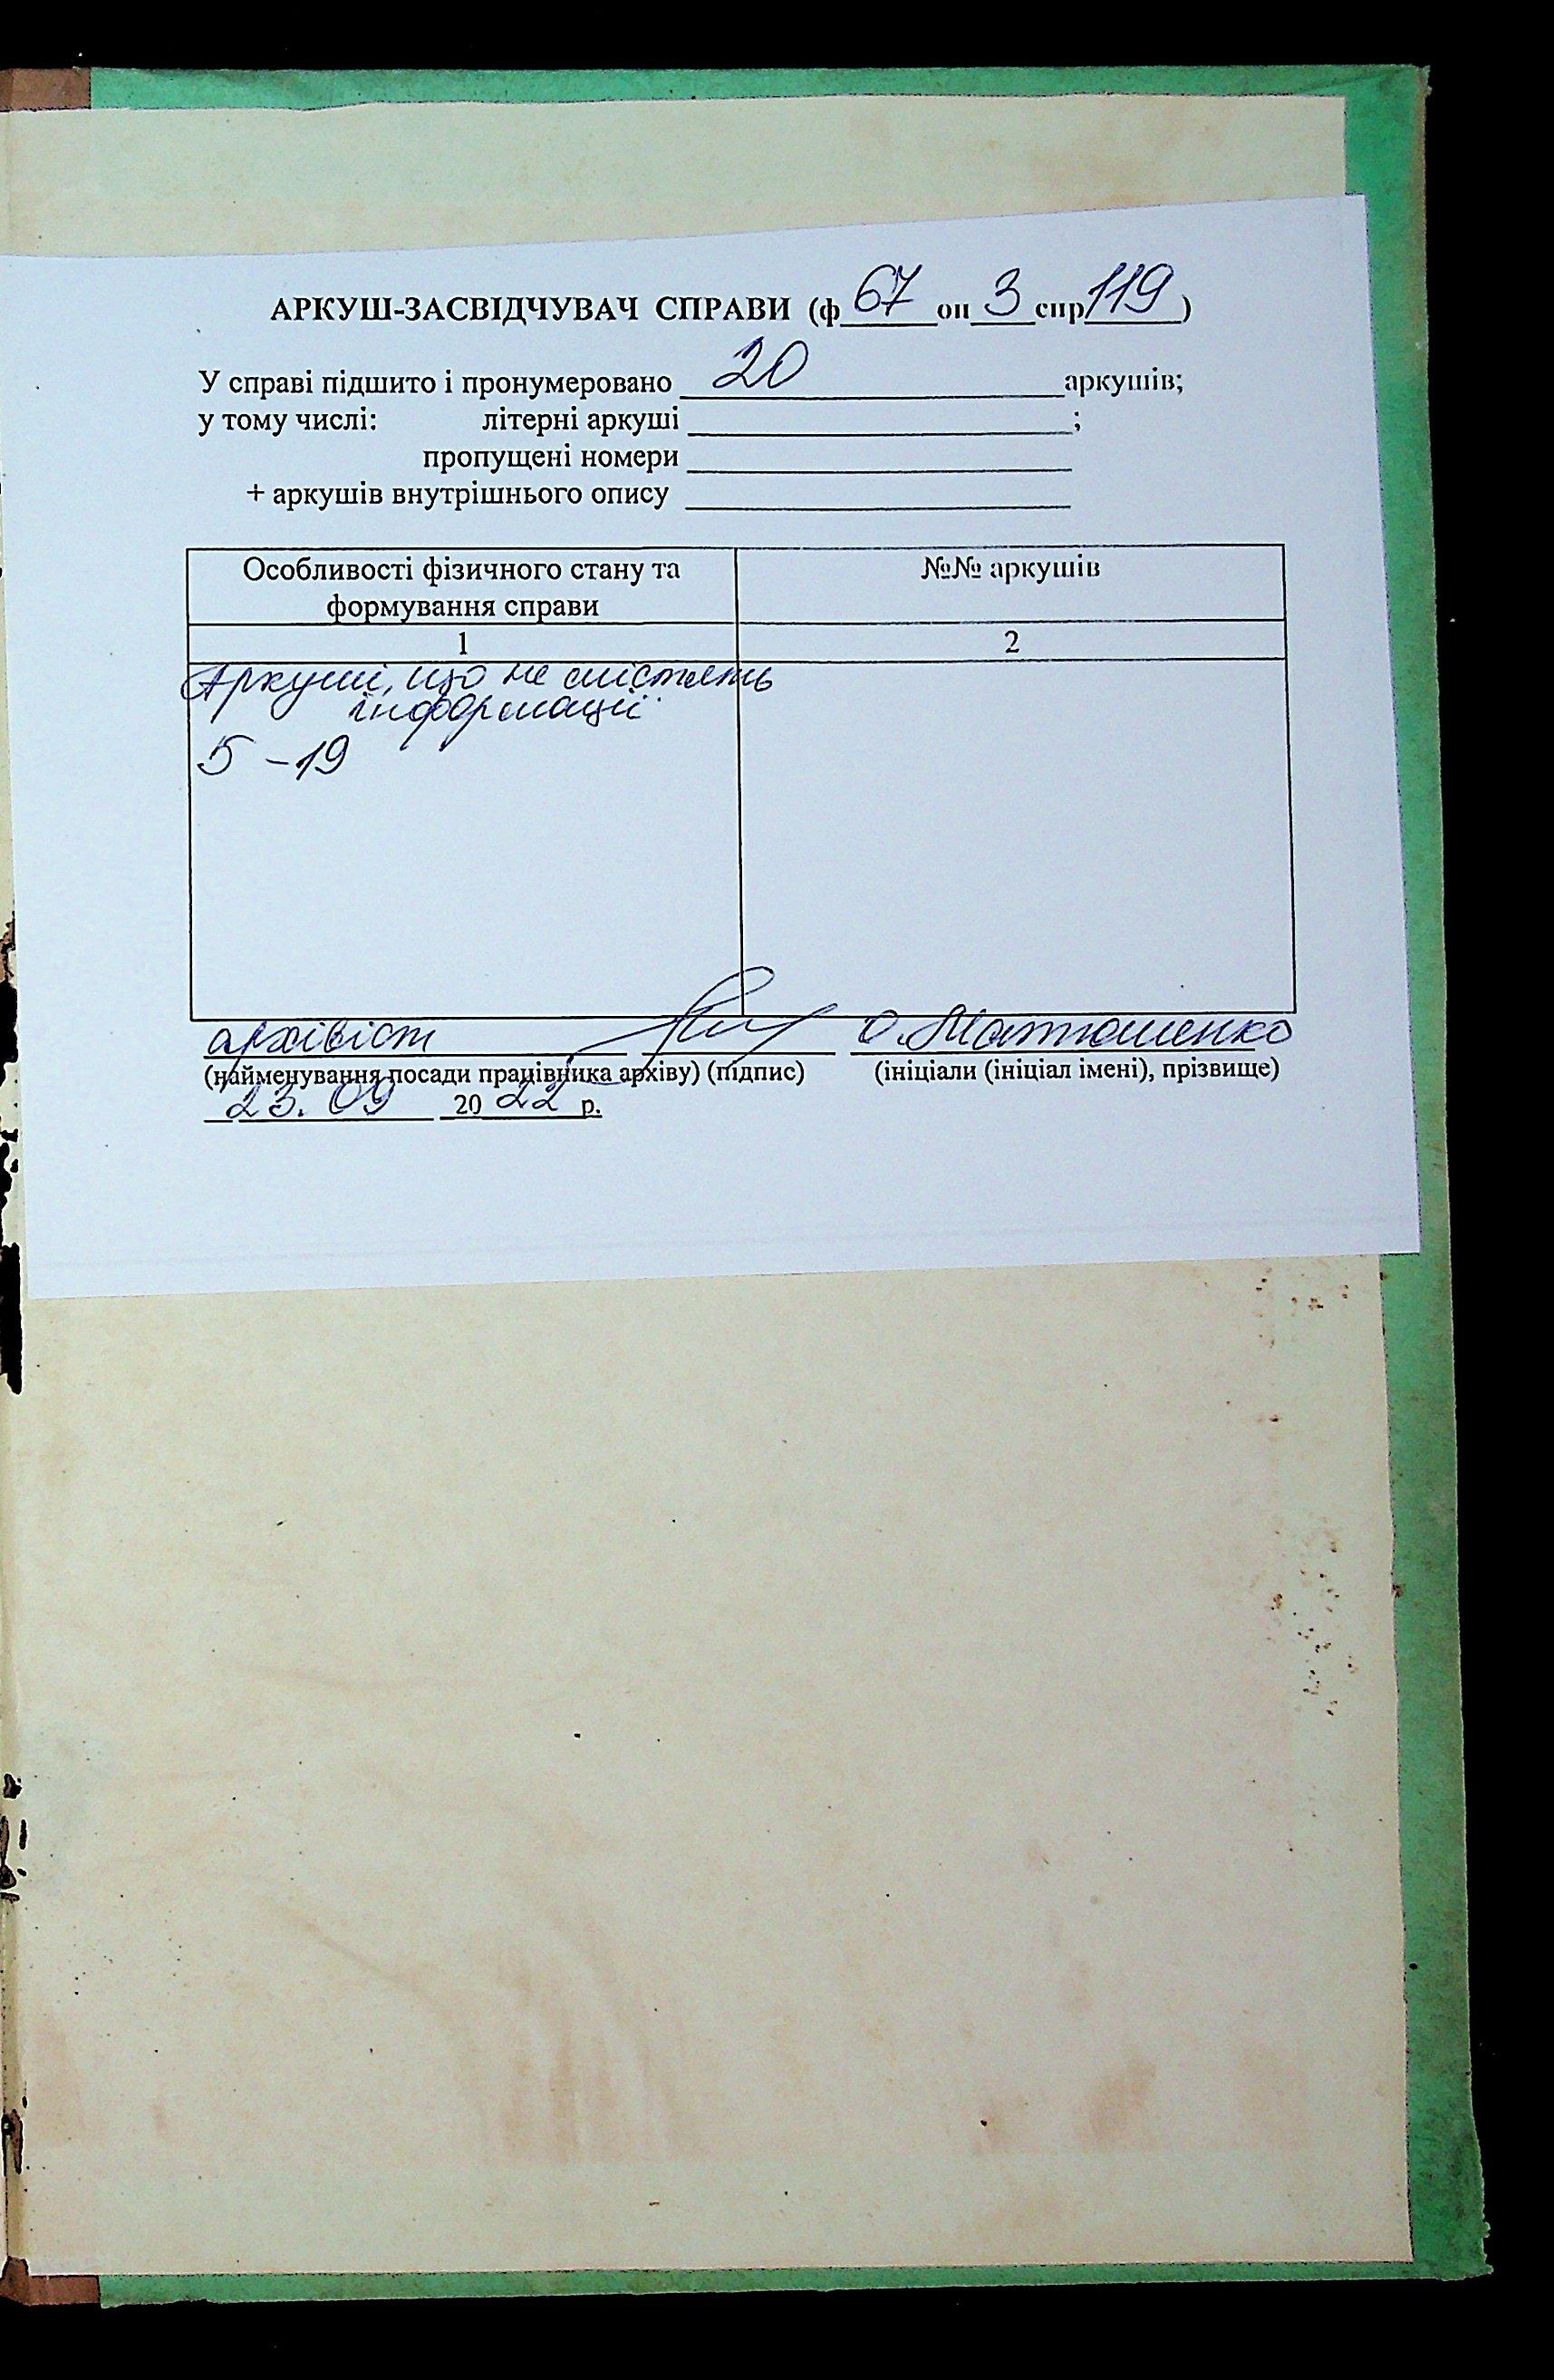 АРКУШ-ЗАСВІДЧУВАЧ СПРАВИ (ф 67 оп 3 спр 119)
У справі підшито і пронумеровано 20 аркушів;
у тому числі: літерні аркуші ;
пропущені номери
+ аркушів внутрішнього опису
Особливості фізичного стану та №№ аркушів
формування справи
1 2
Аркуші, що не містять
інформації
5 - 19
архівіст О. Матюшенко
(найменування посади працівника архіву) (підпис) (ініціали (ініціал імені), прізвище)
23. 09 2022 р.